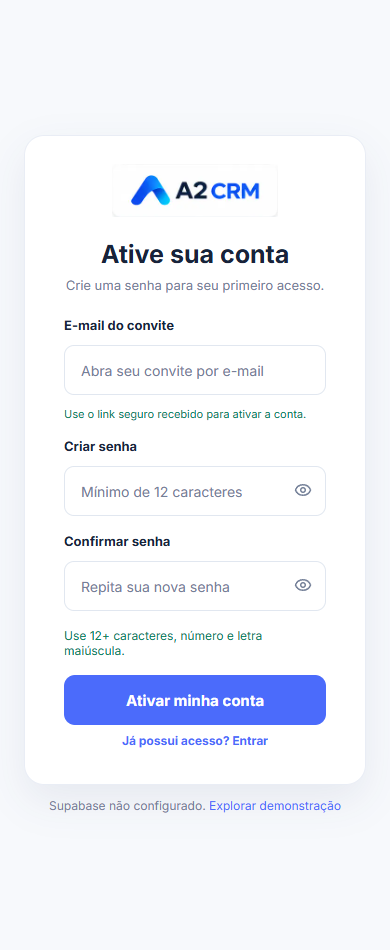 A2 CRM
Ative sua conta
Crie uma senha para seu primeiro acesso.
E-mail do convite
Abra seu convite por e-mail
Use o link seguro recebido para ativar a conta.
Criar senha
Mínimo de 12 caracteres
Confirmar senha
Repita sua nova senha
Use 12+ caracteres, número e letra
maiúscula.
Ativar minha conta
Já possui acesso? Entrar
Supabase não configurado. Explorar demonstração